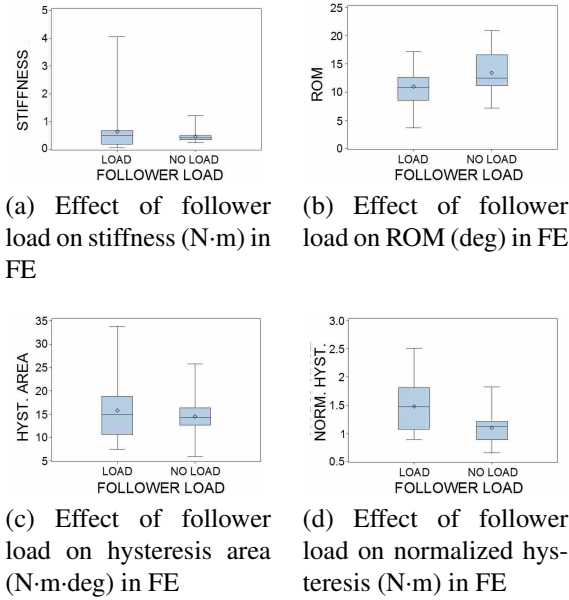 5
4
3
2
1
0
STIFFNESS
LOAD NO LOAD
FOLLOWER LOAD
(a) Effect of follower
load on stiffness (N·m) in
FE
25
20
15
10
5
0
ROM
LOAD NO LOAD
FOLLOWER LOAD
(b) Effect of follower
load on ROM (deg) in FE
35
30
25
20
15
10
5
HYST. AREA
LOAD NO LOAD
FOLLOWER LOAD
(c) Effect of follower
load on hysteresis area
(N·m·deg) in FE
3.0
2.5
2
1.5
1
0.5
NORM. HYST.
LOAD NO LOAD
FOLLOWER LOAD
(d) Effect of follower
load on normalized hys-
teresis (N·m) in FE